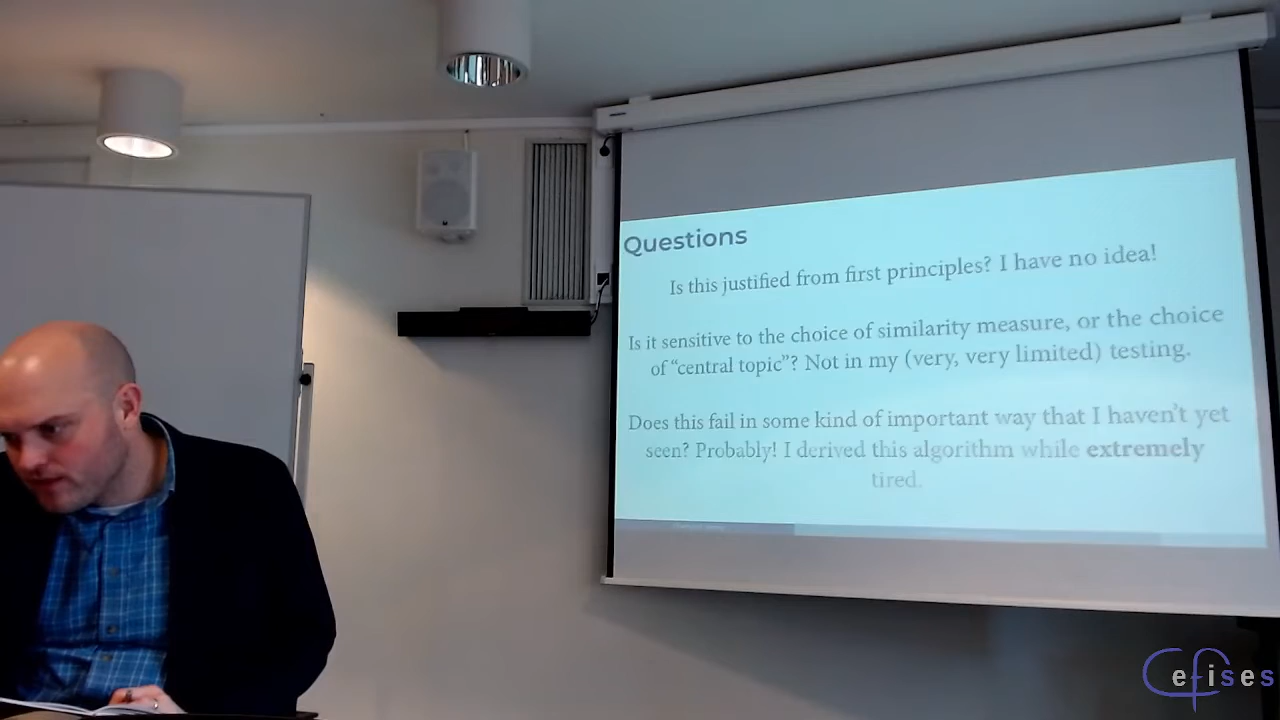 Questions
Is this justified from first principles? I have no idea!
Is it sensitive to the choice of similarity measure, or the choice
of “central topic”? Not in my (very, very limited) testing.
Does this fail in some kind of important way that I haven’t yet
seen? Probably! I derived this algorithm while extremely
tired.
efises